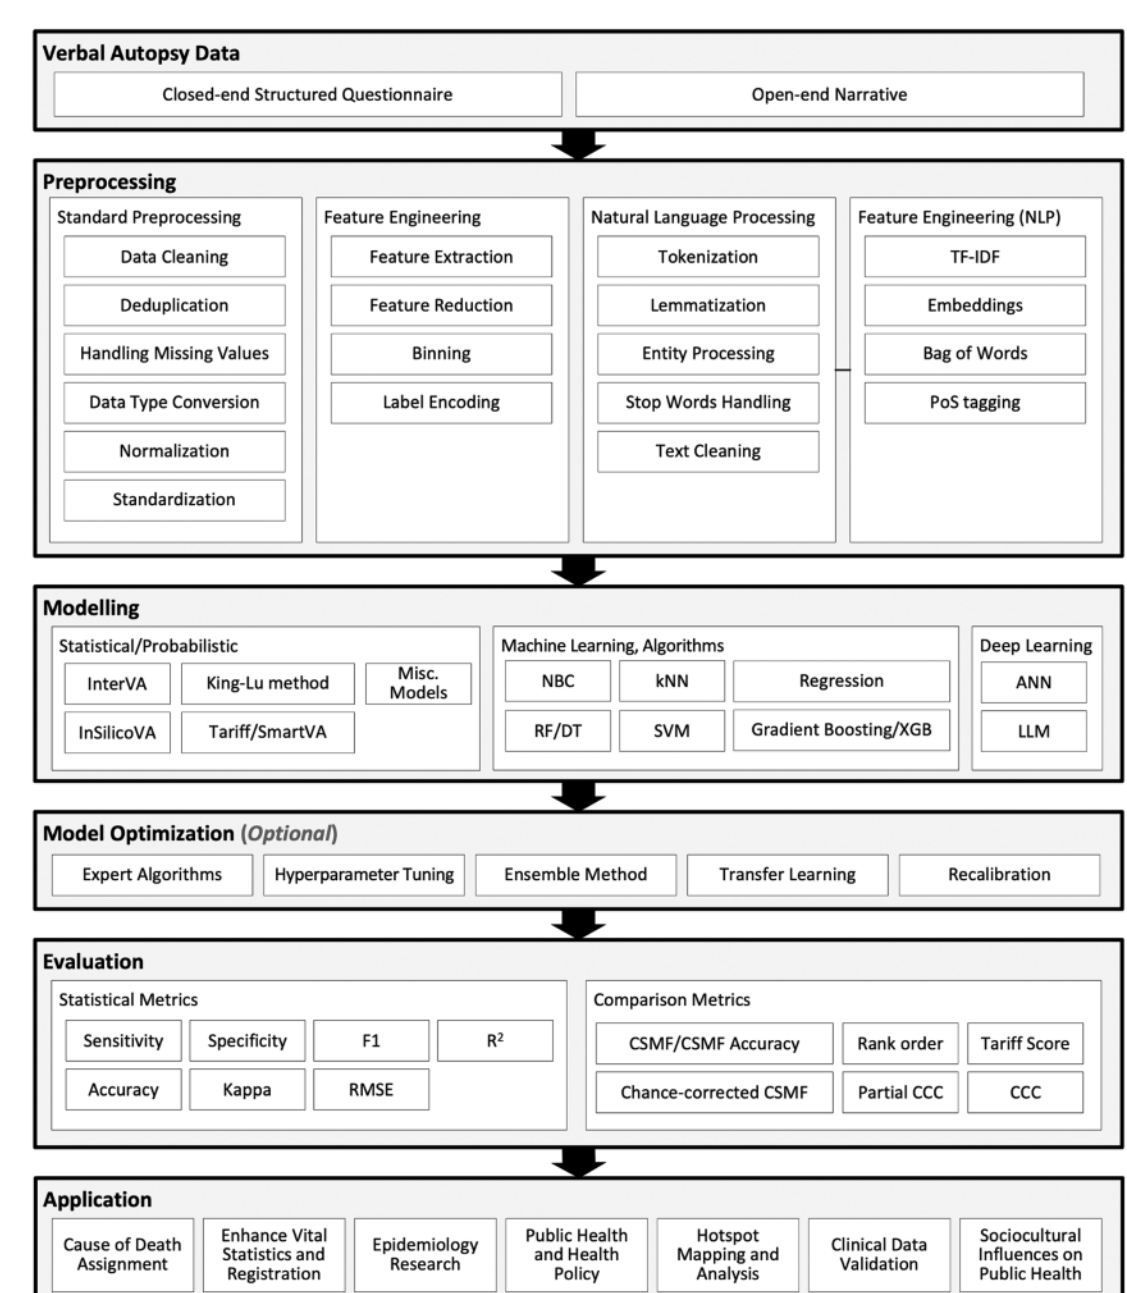 Verbal Autopsy Data
Closed-end Structured Questionnaire
Open-end Narrative
Preprocessing
Standard Preprocessing
Data Cleaning
Deduplication
Handling Missing Values
Data Type Conversion
Normalization
Standardization
Feature Engineering
Feature Extraction
Feature Reduction
Binning
Label Encoding
Natural Language Processing
Tokenization
Lemmatization
Entity Processing
Stop Words Handling
Text Cleaning
Feature Engineering (NLP)
TF-IDF
Embeddings
Bag of Words
PoS tagging
Modelling
Statistical/Probabilistic
InterVA
King-Lu method
Misc.
Models
InSilicoVA
Tariff/SmartVA
Machine Learning, Algorithms
NBC
kNN
Regression
RF/DT
SVM
Gradient Boosting/XGB
Deep Learning
ANN
LLM
Model Optimization (Optional)
Expert Algorithms
Hyperparameter Tuning
Ensemble Method
Transfer Learning
Recalibration
Evaluation
Statistical Metrics
Sensitivity
Specificity
F1
R²
Accuracy
Kappa
RMSE
Comparison Metrics
CSMF/CSMF Accuracy
Rank order
Tariff Score
Chance-corrected CSMF
Partial CCC
CCC
Application
Cause of Death
Assignment
Enhance Vital
Statistics and
Registration
Epidemiology
Research
Public Health
and Health
Policy
Hotspot
Mapping and
Analysis
Clinical Data
Validation
Sociocultural
Influences on
Public Health